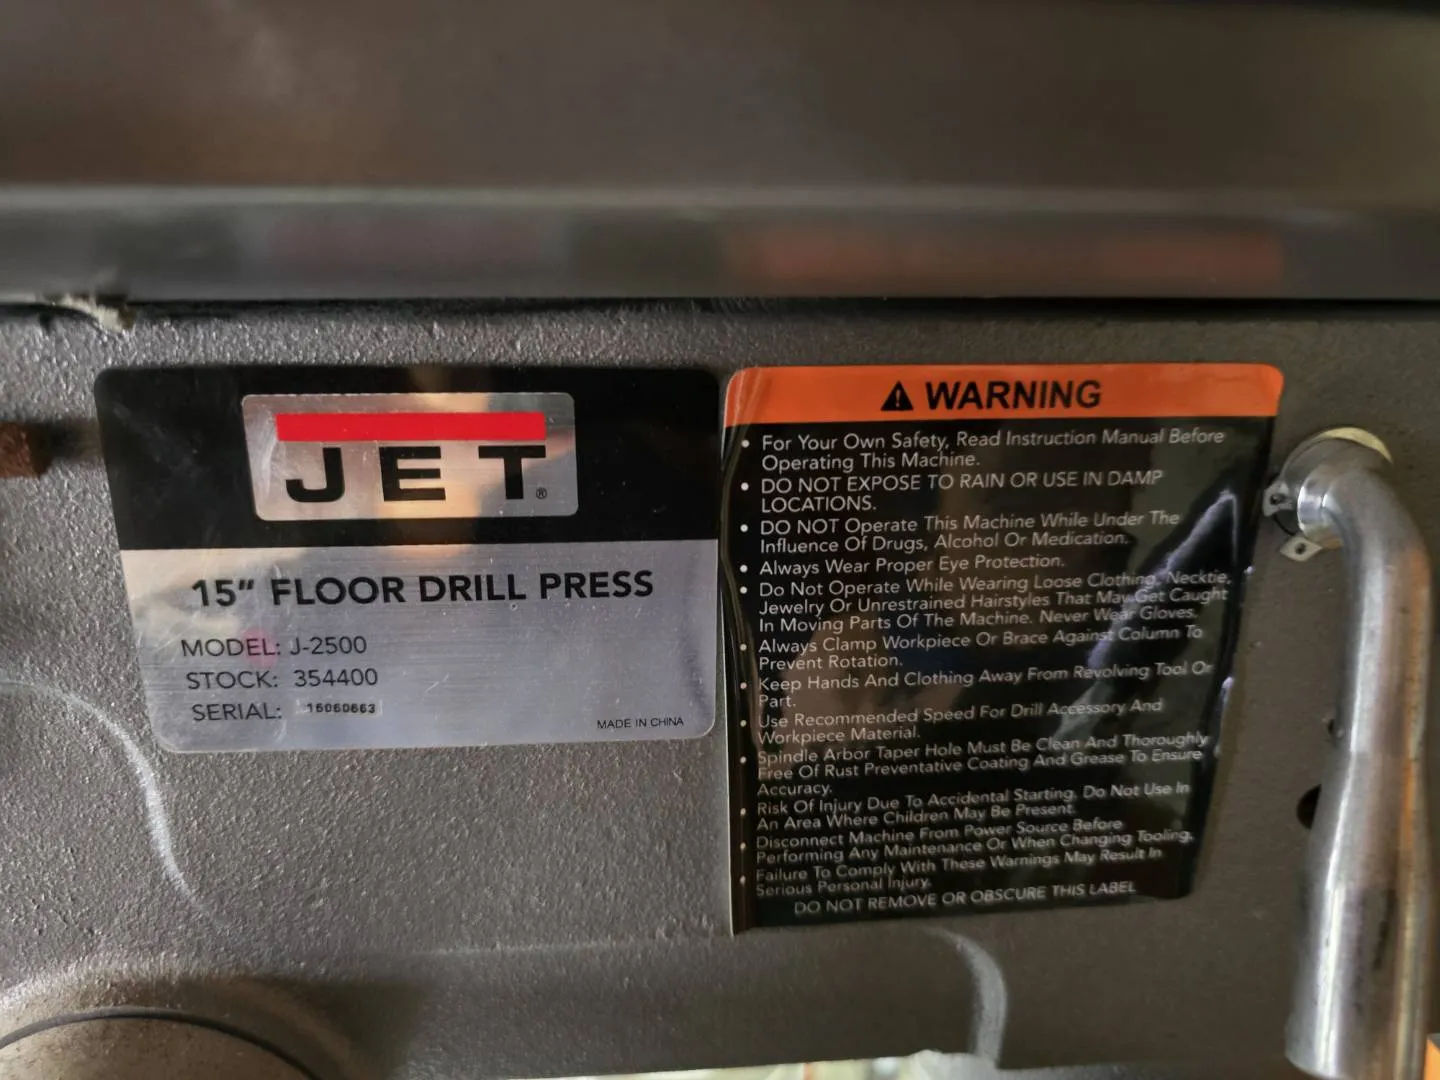 JET®
15" FLOOR DRILL PRESS
MODEL: J-2500
STOCK: 354400
SERIAL: 16060663
MADE IN CHINA
WARNING
• For Your Own Safety, Read Instruction Manual Before
Operating This Machine.
• DO NOT EXPOSE TO RAIN OR USE IN DAMP
LOCATIONS.
• DO NOT Operate This Machine While Under The
Influence Of Drugs, Alcohol Or Medication.
• Always Wear Proper Eye Protection.
• Do Not Operate While Wearing Loose Clothing, Necktie,
Jewelry Or Unrestrained Hairstyles That May Get Caught
In Moving Parts Of The Machine. Never Wear Gloves.
• Always Clamp Workpiece Or Brace Against Column To
Prevent Rotation.
• Keep Hands And Clothing Away From Revolving Tool Or
Part.
• Use Recommended Speed For Drill Accessory And
Workpiece Material.
• Spindle Arbor Taper Hole Must Be Clean And Thoroughly
Free Of Rust Preventative Coating And Grease To Ensure
Accuracy.
• Risk Of Injury Due To Accidental Starting. Do Not Use In
An Area Where Children May Be Present.
• Disconnect Machine From Power Source Before
Performing Any Maintenance Or When Changing Tooling.
• Failure To Comply With These Warnings May Result In
Serious Personal Injury.
DO NOT REMOVE OR OBSCURE THIS LABEL